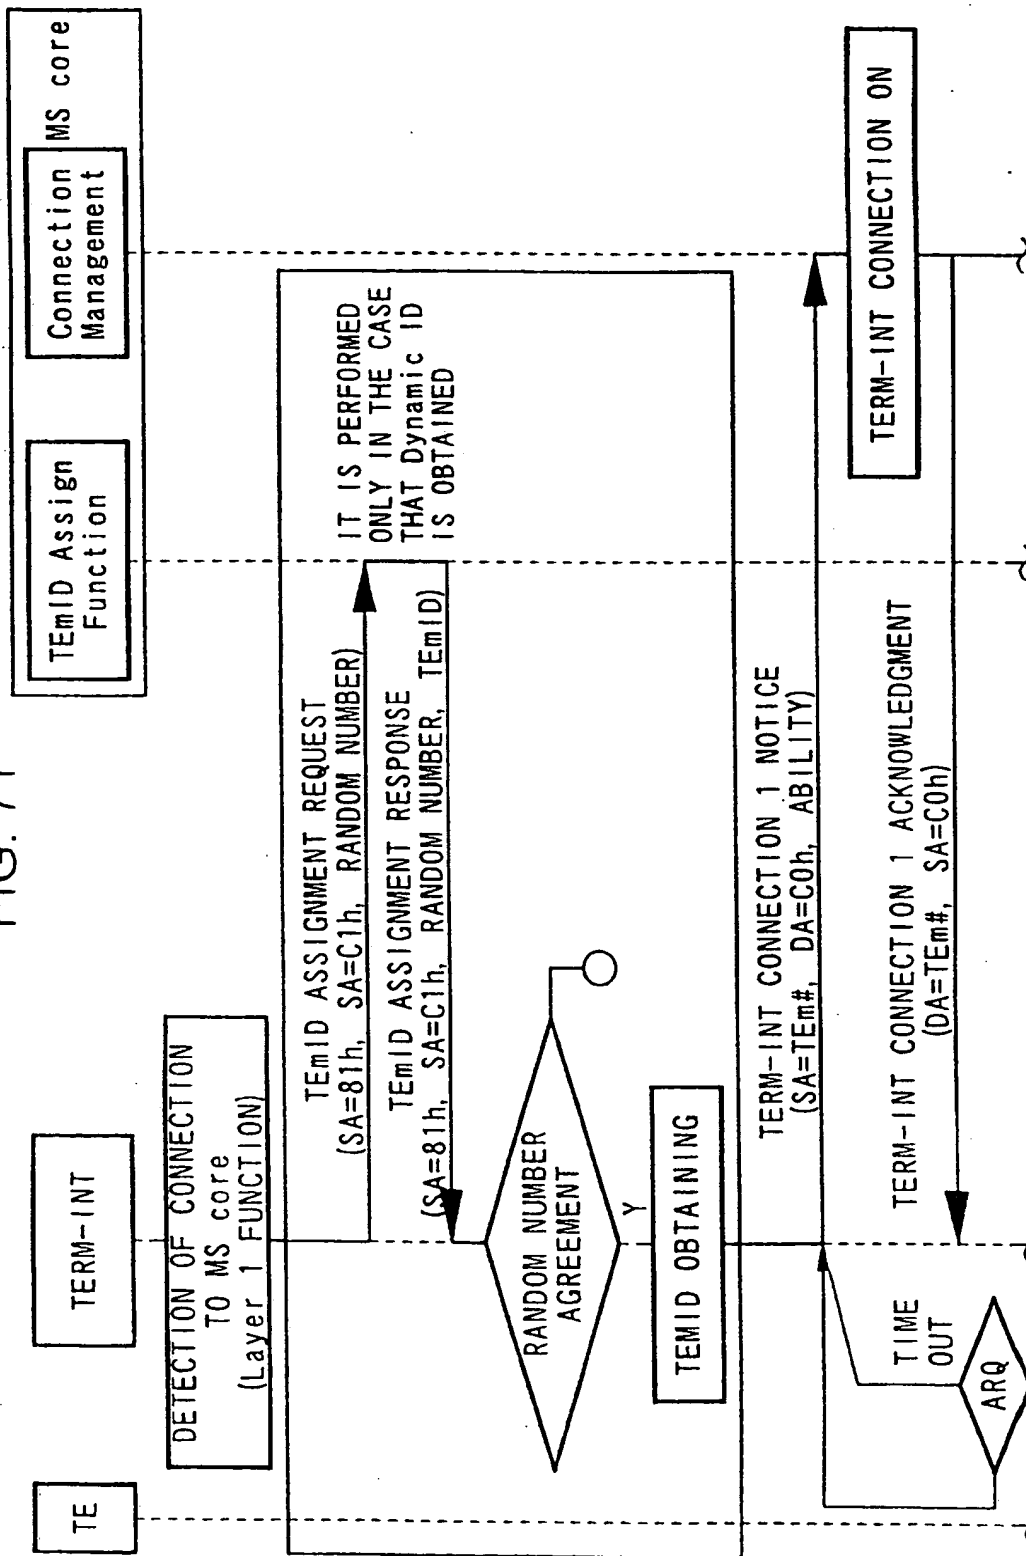 FIG. 71
TE
TERM-INT
TEmID Assign
Function
Connection
Management
MS core
DETECTION OF CONNECTION
TO MS core
(Layer 1 FUNCTION)
TEmID ASSIGNMENT REQUEST
(SA=81h, SA=C1h, RANDOM NUMBER)
TEmID ASSIGNMENT RESPONSE
(SA=81h, SA=C1h, RANDOM NUMBER, TEmID)
IT IS PERFORMED
ONLY IN THE CASE
THAT Dynamic ID
IS OBTAINED
RANDOM NUMBER
AGREEMENT
Y
TEMID OBTAINING
TERM-INT CONNECTION 1 NOTICE
(SA=TEm#, DA=C0h, ABILITY)
TERM-INT CONNECTION ON
TERM-INT CONNECTION 1 ACKNOWLEDGMENT
(DA=TEm#, SA=C0h)
TIME
OUT
ARQ